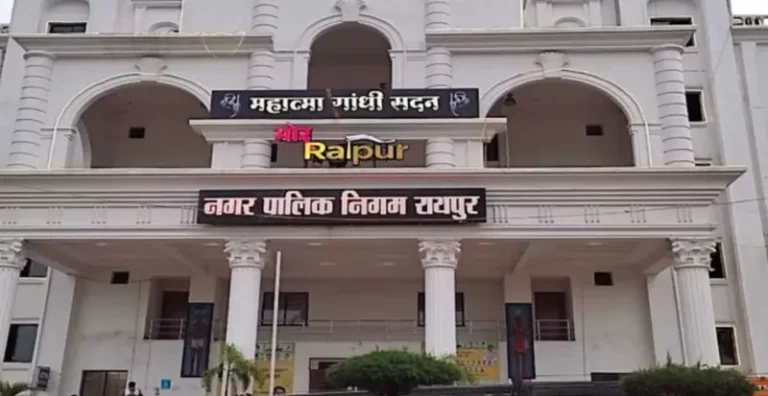 महात्मा गांधी सदन
मोर
Raipur
नगर पालिक निगम रायपुर